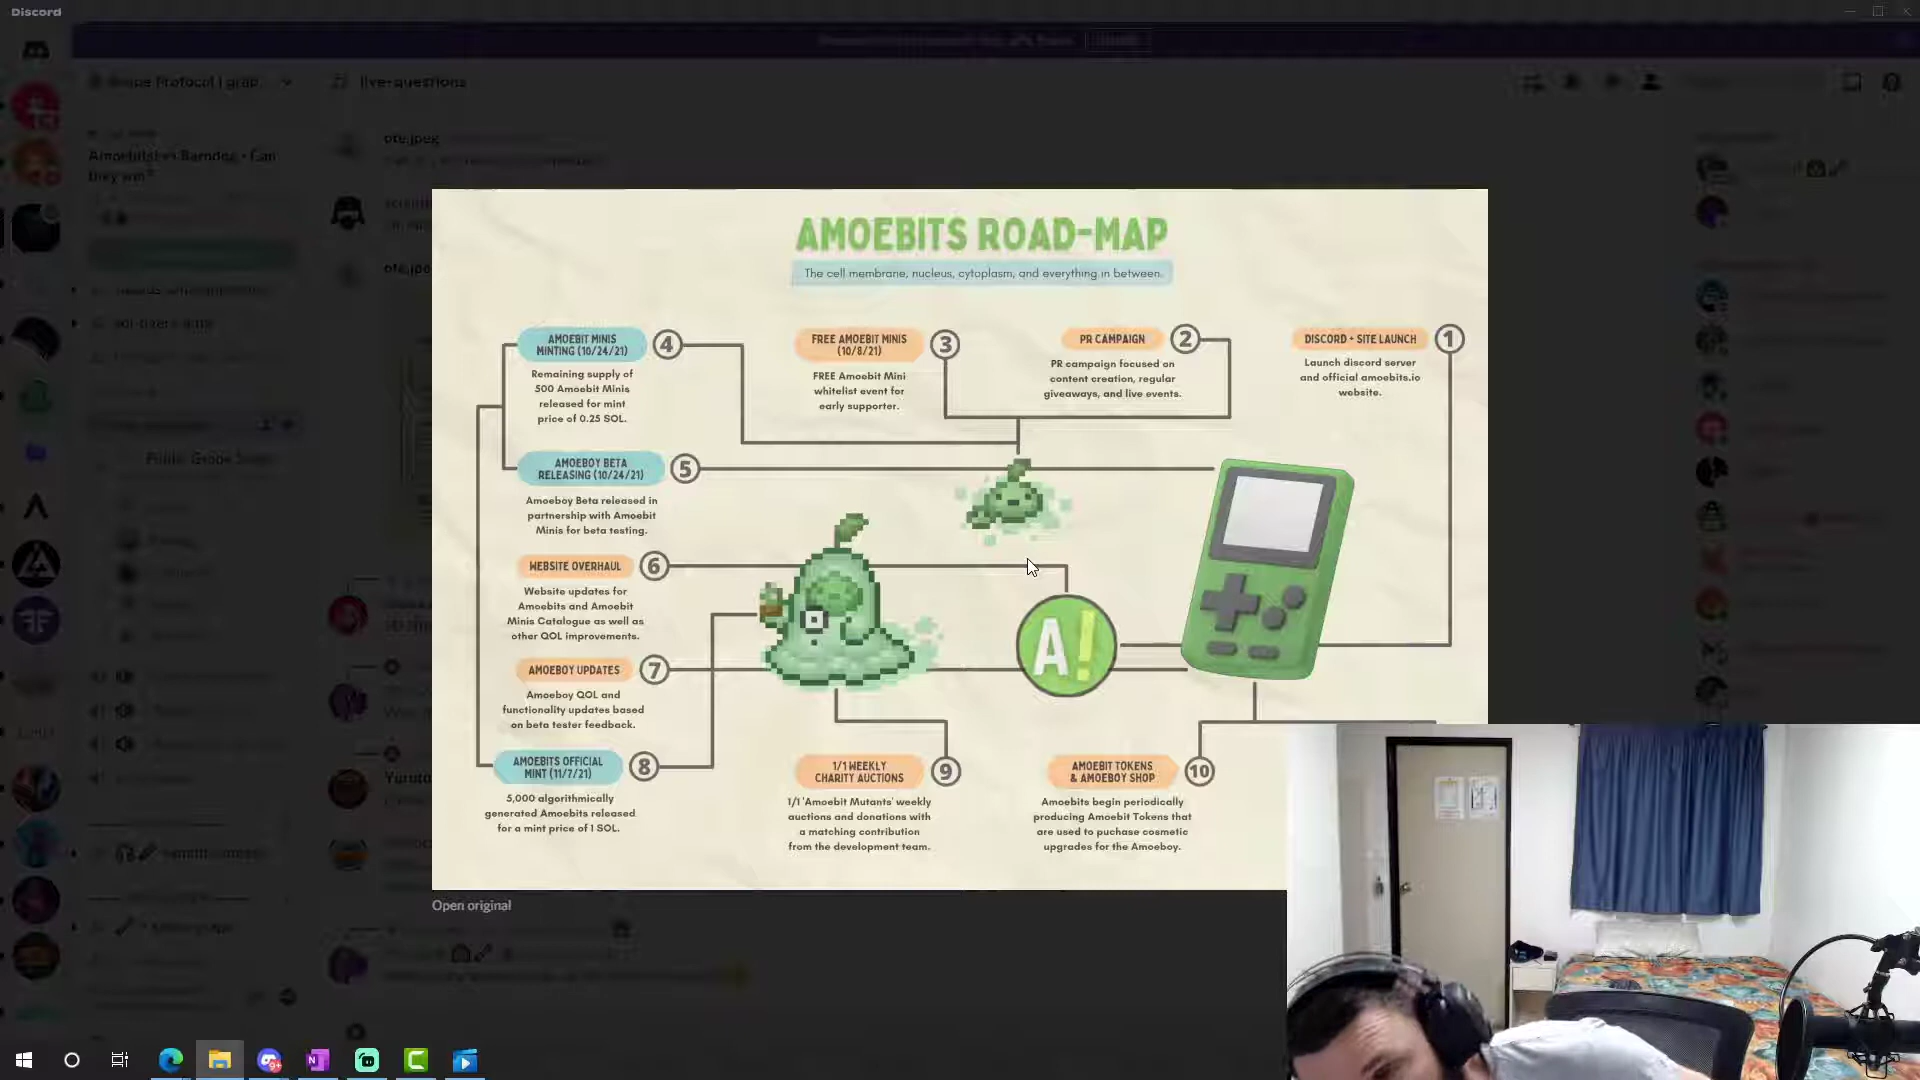 Discord
live-questions
Amoebits! vs Barndog - Can
they win?
ote.jpeg
AMOEBITS ROAD-MAP
The cell membrane, nucleus, cytoplasm, and everything in between.
AMOEBIT MINIS
MINTING (10/24/21)
4
Remaining supply of
500 Amoebit Minis
released for mint
price of 0.25 SOL.
FREE AMOEBIT MINIS
(10/8/21)
3
FREE Amoebit Mini
whitelist event for
early supporter.
PR CAMPAIGN
2
PR campaign focused on
content creation, regular
giveaways, and live events.
DISCORD + SITE LAUNCH
1
Launch discord server
and official amoebits.io
website.
AMOEBOY BETA
RELEASING (10/24/21)
5
Amoeboy Beta released in
partnership with Amoebit
Minis for beta testing.
WEBSITE OVERHAUL
6
Website updates for
Amoebits and Amoebit
Minis Catalogue as well as
other QOL improvements.
A!
AMOEBOY UPDATES
7
Amoeboy QOL and
functionality updates based
on beta tester feedback.
AMOEBITS OFFICIAL
MINT (11/7/21)
8
5,000 algorithmically
generated Amoebits released
for a mint price of 1 SOL.
1/1 WEEKLY
CHARITY AUCTIONS
9
1/1 'Amoebit Mutants' weekly
auctions and donations with
a matching contribution
from the development team.
AMOEBIT TOKENS
& AMOEBOY SHOP
10
Amoebits begin periodically
producing Amoebit Tokens that
are used to puchase cosmetic
upgrades for the Amoeboy.
Open original